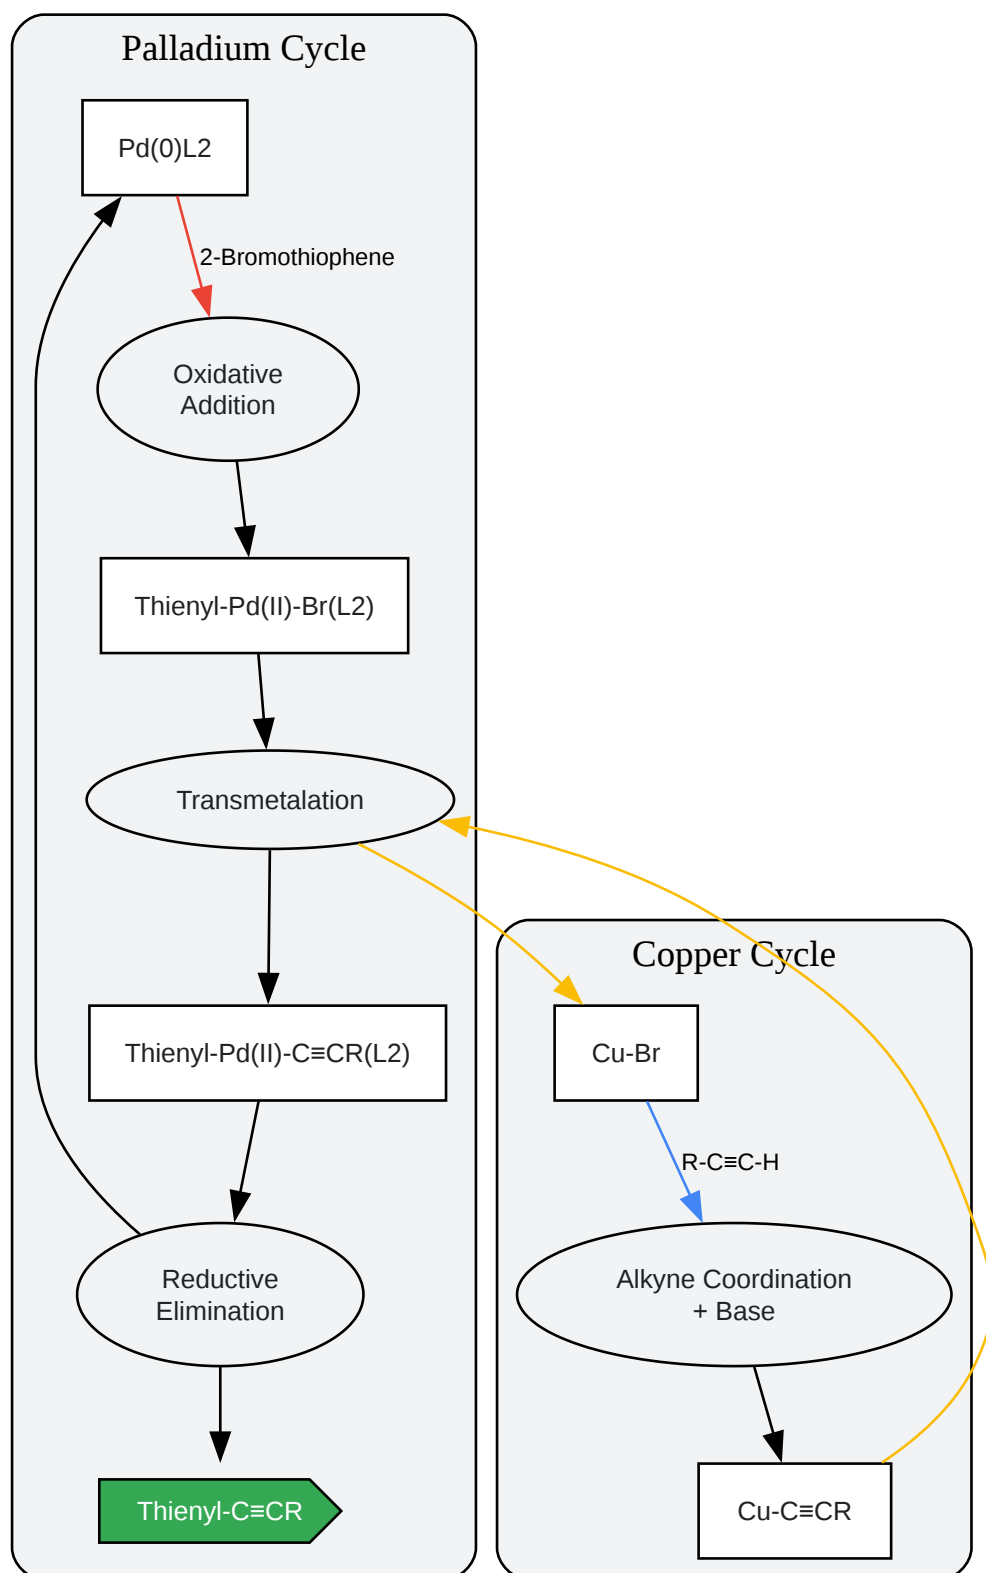 Palladium Cycle
Pd(0)L2
2-Bromothiophene
Oxidative
Addition
Thienyl-Pd(II)-Br(L2)
Transmetalation
Thienyl-Pd(II)-C≡CR(L2)
Reductive
Elimination
Thienyl-C≡CR
Copper Cycle
Cu-Br
R-C≡C-H
Alkyne Coordination
+ Base
Cu-C≡CR